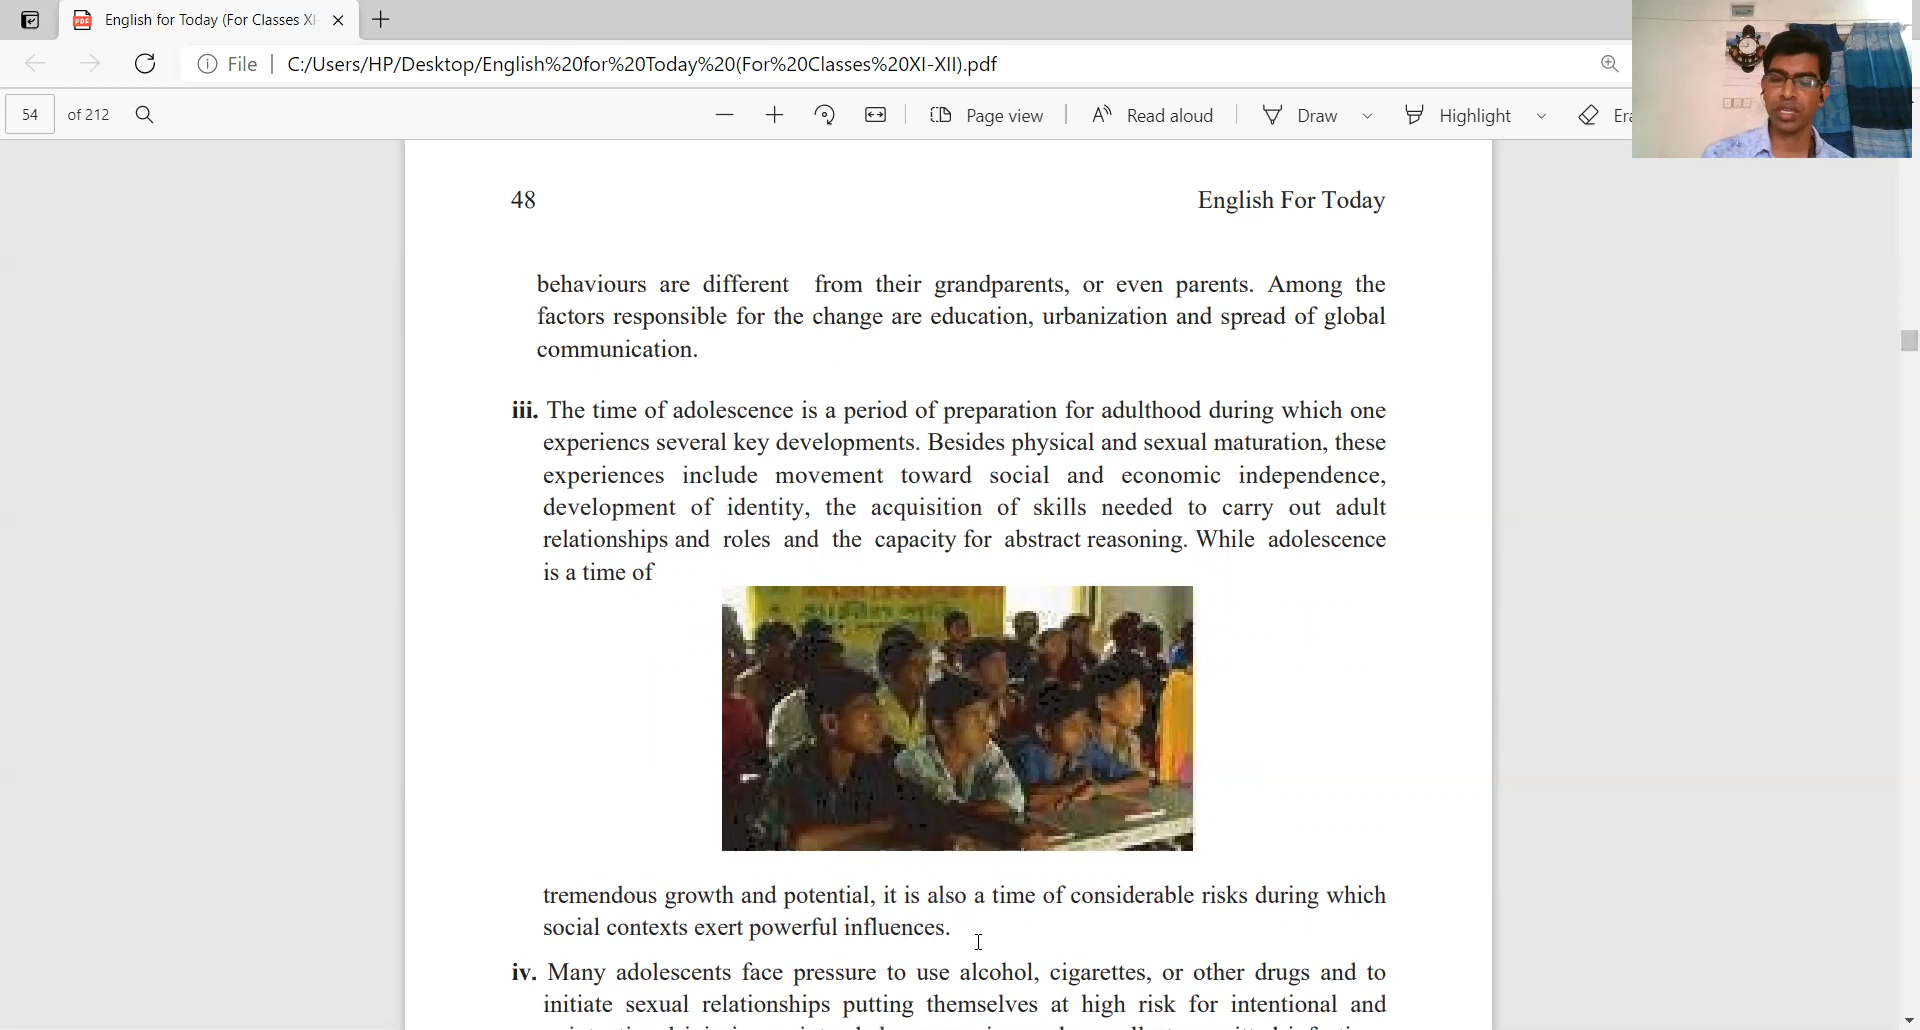 English for Today (For Classes XI-
File
C:/Users/HP/Desktop/English%20for%20Today%20(For%20Classes%20XI-XII).pdf
54 of 212
Page view
Read aloud
Draw
Highlight
48
English For Today
behaviours are different from their grandparents, or even parents. Among the
factors responsible for the change are education, urbanization and spread of global
communication.
iii. The time of adolescence is a period of preparation for adulthood during which one
experiencs several key developments. Besides physical and sexual maturation, these
experiences include movement toward social and economic independence,
development of identity, the acquisition of skills needed to carry out adult
relationships and roles and the capacity for abstract reasoning. While adolescence
is a time of
tremendous growth and potential, it is also a time of considerable risks during which
social contexts exert powerful influences.
iv. Many adolescents face pressure to use alcohol, cigarettes, or other drugs and to
initiate sexual relationships putting themselves at high risk for intentional and